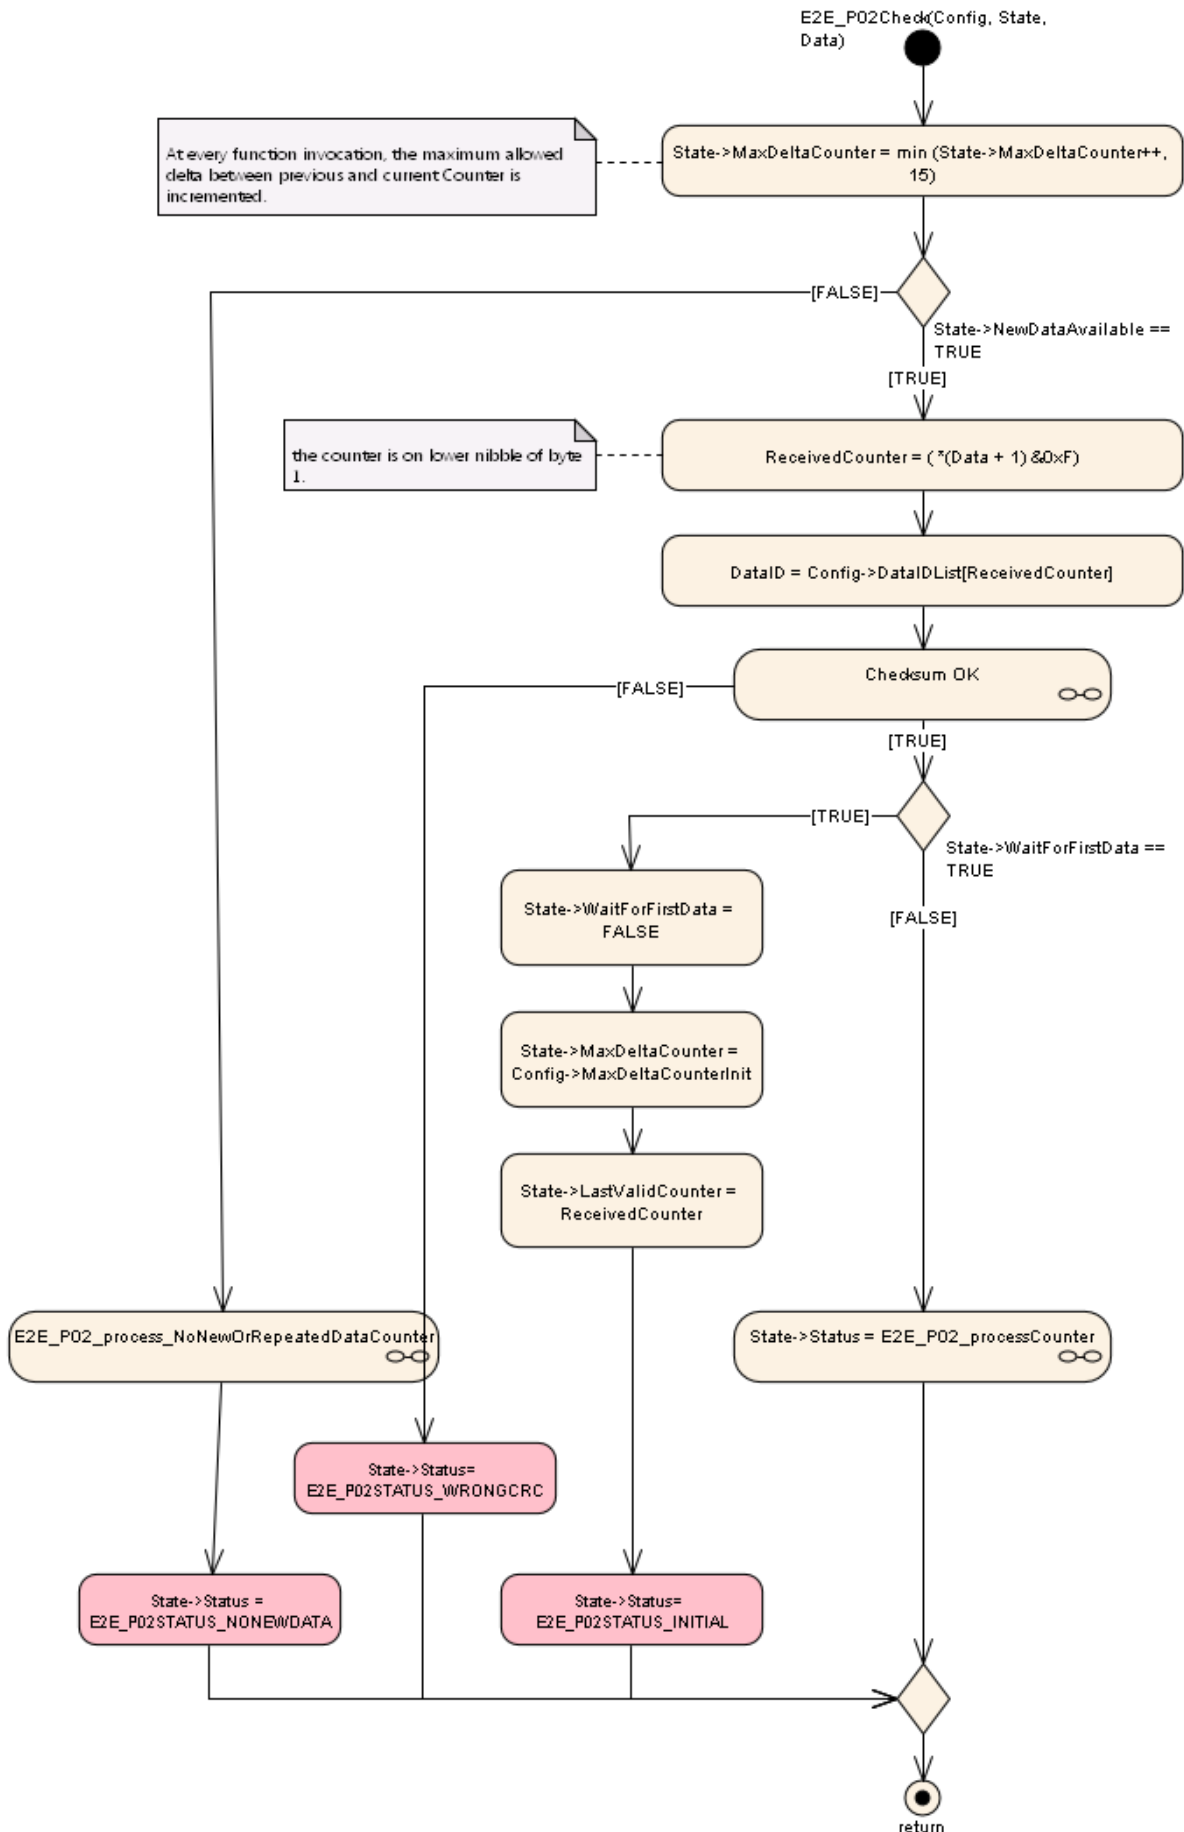 E2E_P02Check(Config, State,
Data)
State->MaxDeltaCounter = min (State->MaxDeltaCounter++,
15)
At every function invocation, the maximum allowed
delta between previous and current Counter is
incremented.
[FALSE]
State->NewDataAvailable ==
TRUE
[TRUE]
the counter is on lower nibble of byte
1.
ReceivedCounter = ( *(Data + 1) &0xF)
DataID = Config->DataIDList[ReceivedCounter]
Checksum OK
[FALSE]
[TRUE]
[TRUE]
State->WaitForFirstData ==
TRUE
State->WaitForFirstData =
FALSE
[FALSE]
State->MaxDeltaCounter =
Config->MaxDeltaCounterInit
State->LastValidCounter =
ReceivedCounter
E2E_P02_process_NoNewOrRepeatedDataCounter
State->Status = E2E_P02_processCounter
State->Status=
E2E_P02STATUS_WRONGCRC
State->Status =
E2E_P02STATUS_NONEWDATA
State->Status=
E2E_P02STATUS_INITIAL
return